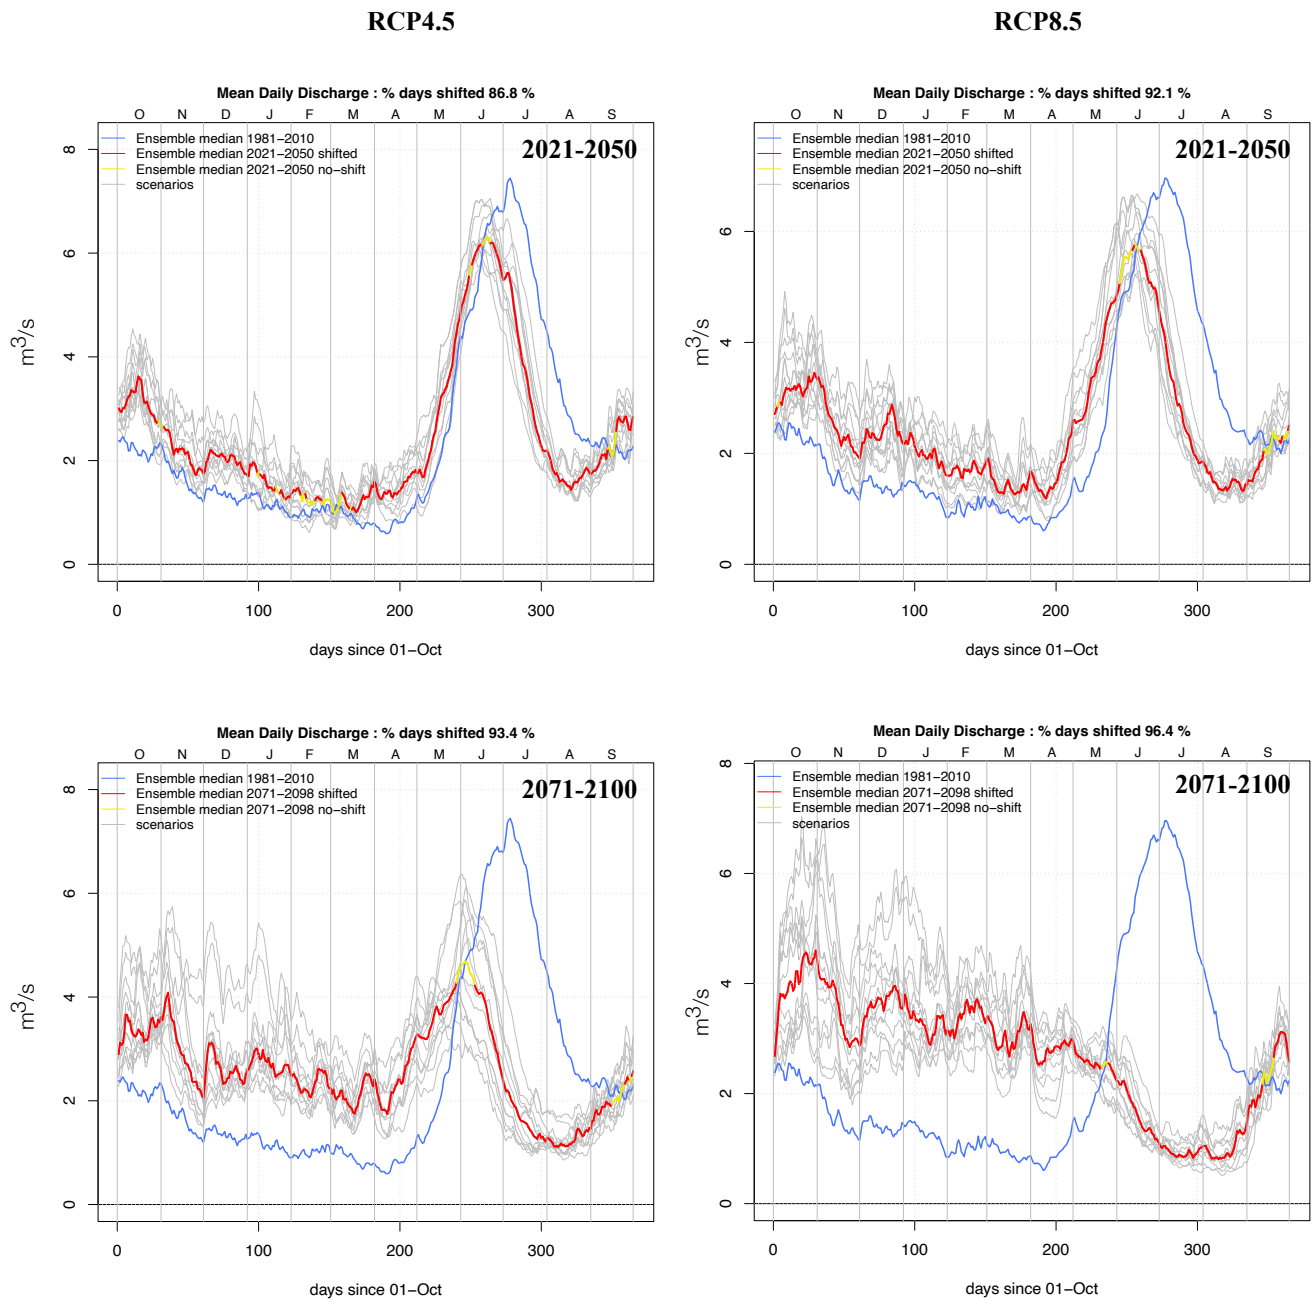 RCP4.5
RCP8.5
Mean Daily Discharge : % days shifted 86.8 %
O N D J F M A M J J A S
Ensemble median 1981−2010
Ensemble median 2021−2050 shifted
Ensemble median 2021−2050 no−shift
scenarios
2021-2050
8
6
4
2
0
m3/s
0 100 200 300
days since 01−Oct
Mean Daily Discharge : % days shifted 92.1 %
O N D J F M A M J J A S
Ensemble median 1981−2010
Ensemble median 2021−2050 shifted
Ensemble median 2021−2050 no−shift
scenarios
2021-2050
6
4
2
0
m3/s
0 100 200 300
days since 01−Oct
Mean Daily Discharge : % days shifted 93.4 %
O N D J F M A M J J A S
Ensemble median 1981−2010
Ensemble median 2071−2098 shifted
Ensemble median 2071−2098 no−shift
scenarios
2071-2100
8
6
4
2
0
m3/s
0 100 200 300
days since 01−Oct
Mean Daily Discharge : % days shifted 96.4 %
O N D J F M A M J J A S
Ensemble median 1981−2010
Ensemble median 2071−2098 shifted
Ensemble median 2071−2098 no−shift
scenarios
2071-2100
8
6
4
2
0
m3/s
0 100 200 300
days since 01−Oct